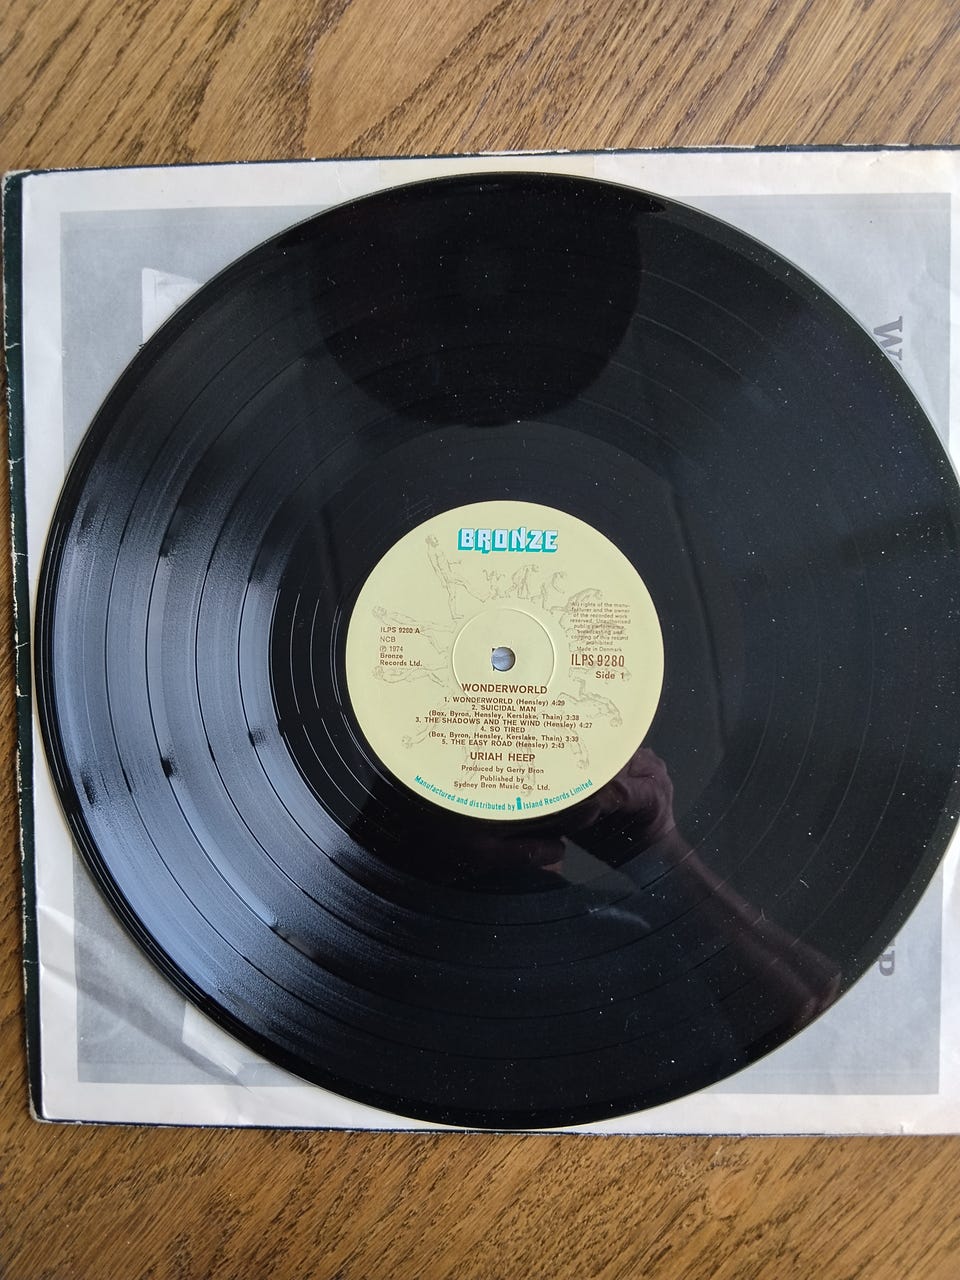 BRONZE
All rights of the manu-
facturer and the owner
of the recorded work
reserved. Unauthorised
public performance,
broadcasting and
copying of this record
prohibited
Made in Denmark
ILPS 9280
Side 1
ILPS 9280 A
NCB
℗ 1974
Bronze
Records Ltd.
WONDERWORLD
1. WONDERWORLD (Hensley) 4:29
2. SUICIDAL MAN
(Box, Byron, Hensley, Kerslake, Thain) 3:38
3. THE SHADOWS AND THE WIND (Hensley) 4:27
4. SO TIRED
(Box, Byron, Hensley, Kerslake, Thain) 3:39
5. THE EASY ROAD (Hensley) 2:43
URIAH HEEP
Produced by Gerry Bron
Published by
Sydney Bron Music Co. Ltd.
Manufactured and distributed by Island Records Limited